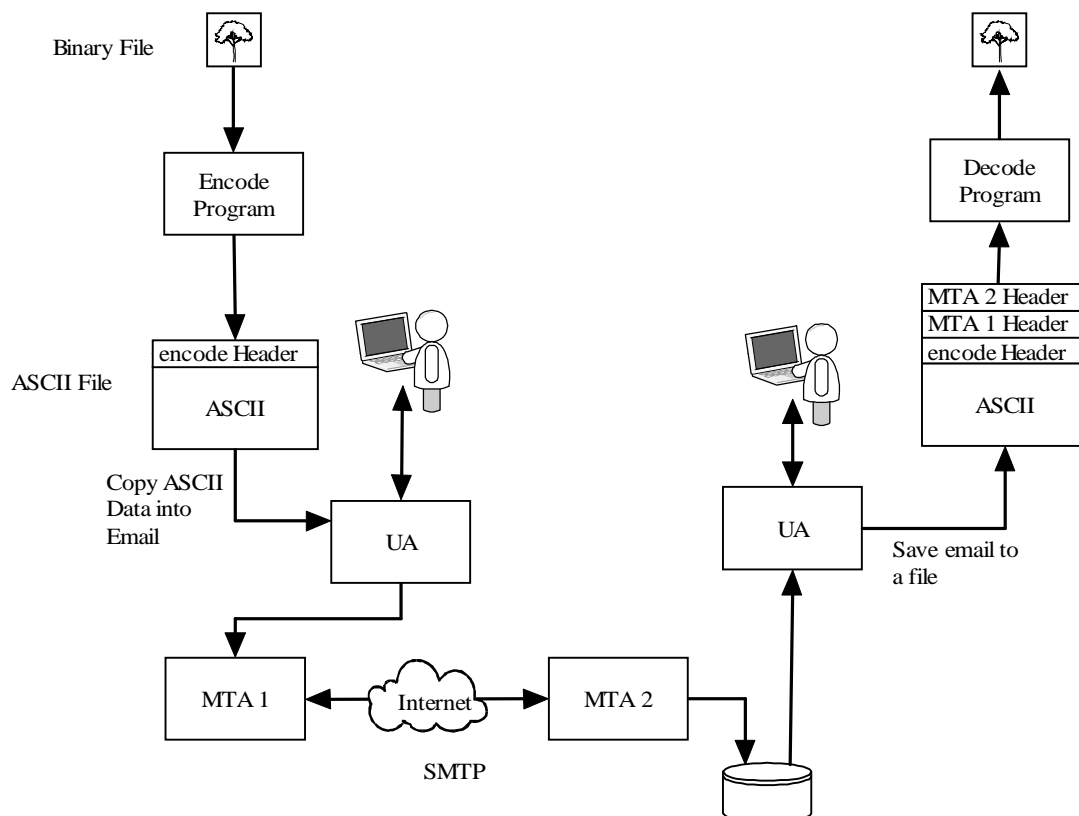 Binary File
Encode
Program
Decode
Program
MTA 2 Header
MTA 1 Header
encode Header
ASCII
encode Header
ASCII File
ASCII
Copy ASCII
Data into
Email
UA
UA
Save email to
a file
MTA 1
Internet
MTA 2
SMTP